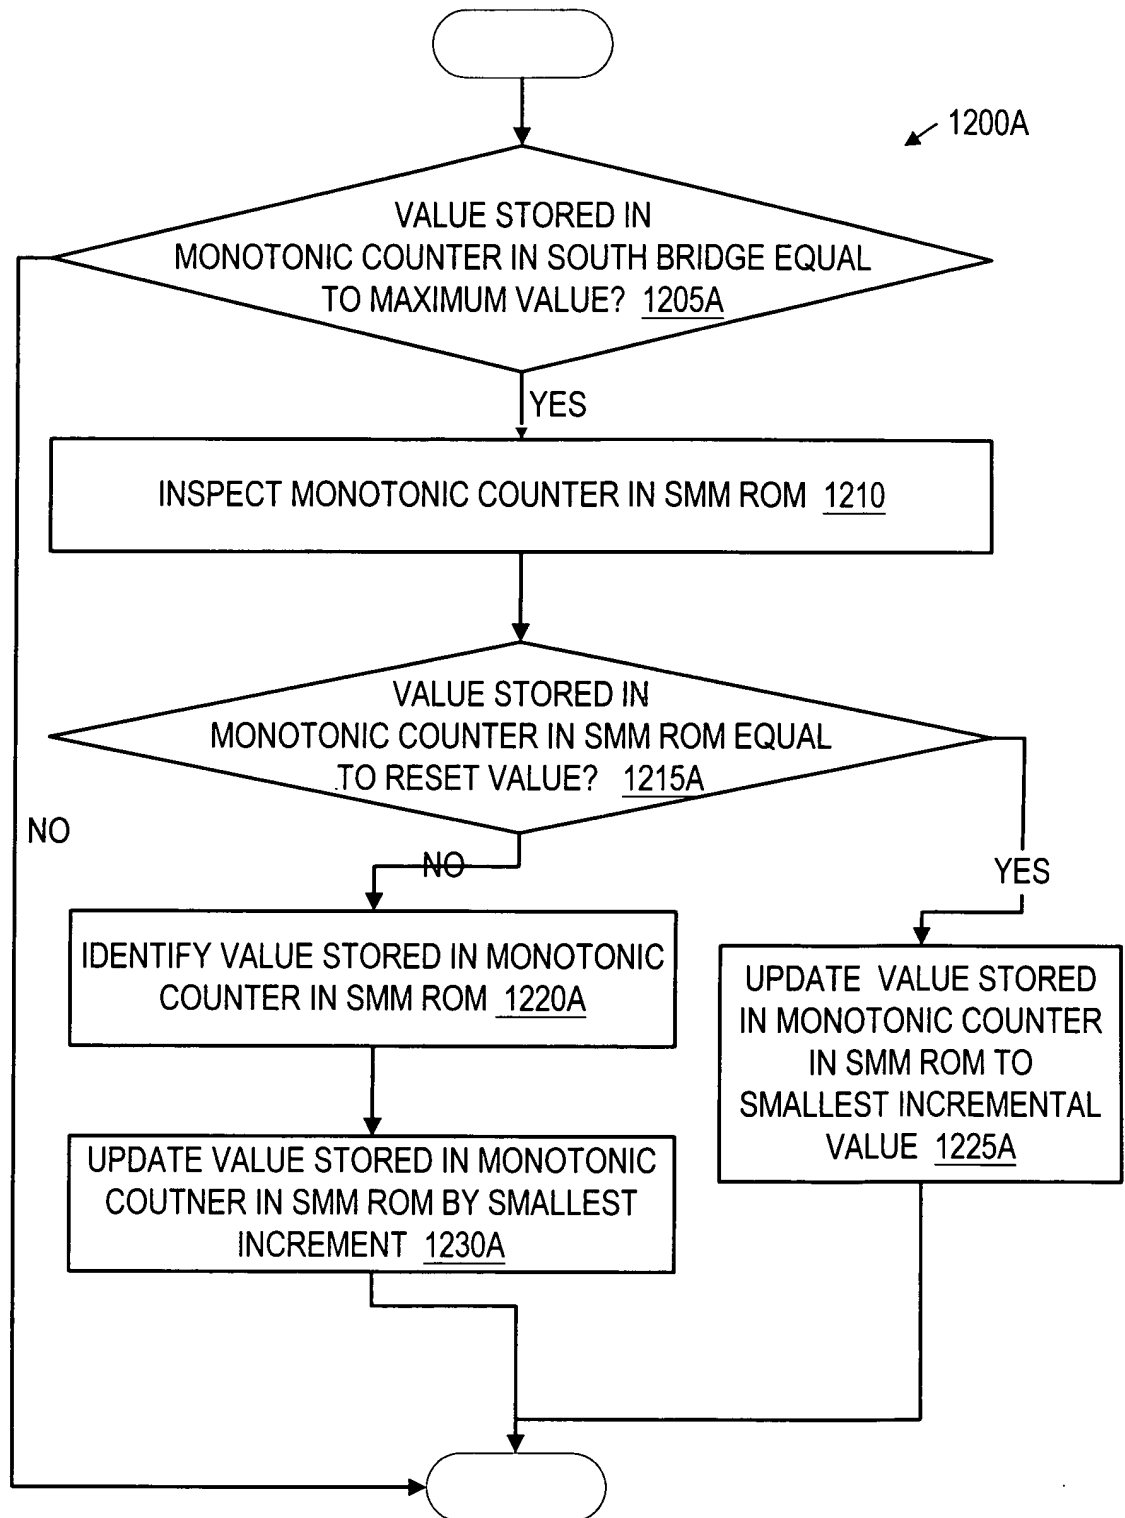 1200A
VALUE STORED IN
MONOTONIC COUNTER IN SOUTH BRIDGE EQUAL
TO MAXIMUM VALUE? 1205A
YES
INSPECT MONOTONIC COUNTER IN SMM ROM 1210
VALUE STORED IN
MONOTONIC COUNTER IN SMM ROM EQUAL
TO RESET VALUE? 1215A
NO
NO
YES
IDENTIFY VALUE STORED IN MONOTONIC
COUNTER IN SMM ROM 1220A
UPDATE VALUE STORED
IN MONOTONIC COUNTER
IN SMM ROM TO
SMALLEST INCREMENTAL
VALUE 1225A
UPDATE VALUE STORED IN MONOTONIC
COUTNER IN SMM ROM BY SMALLEST
INCREMENT 1230A